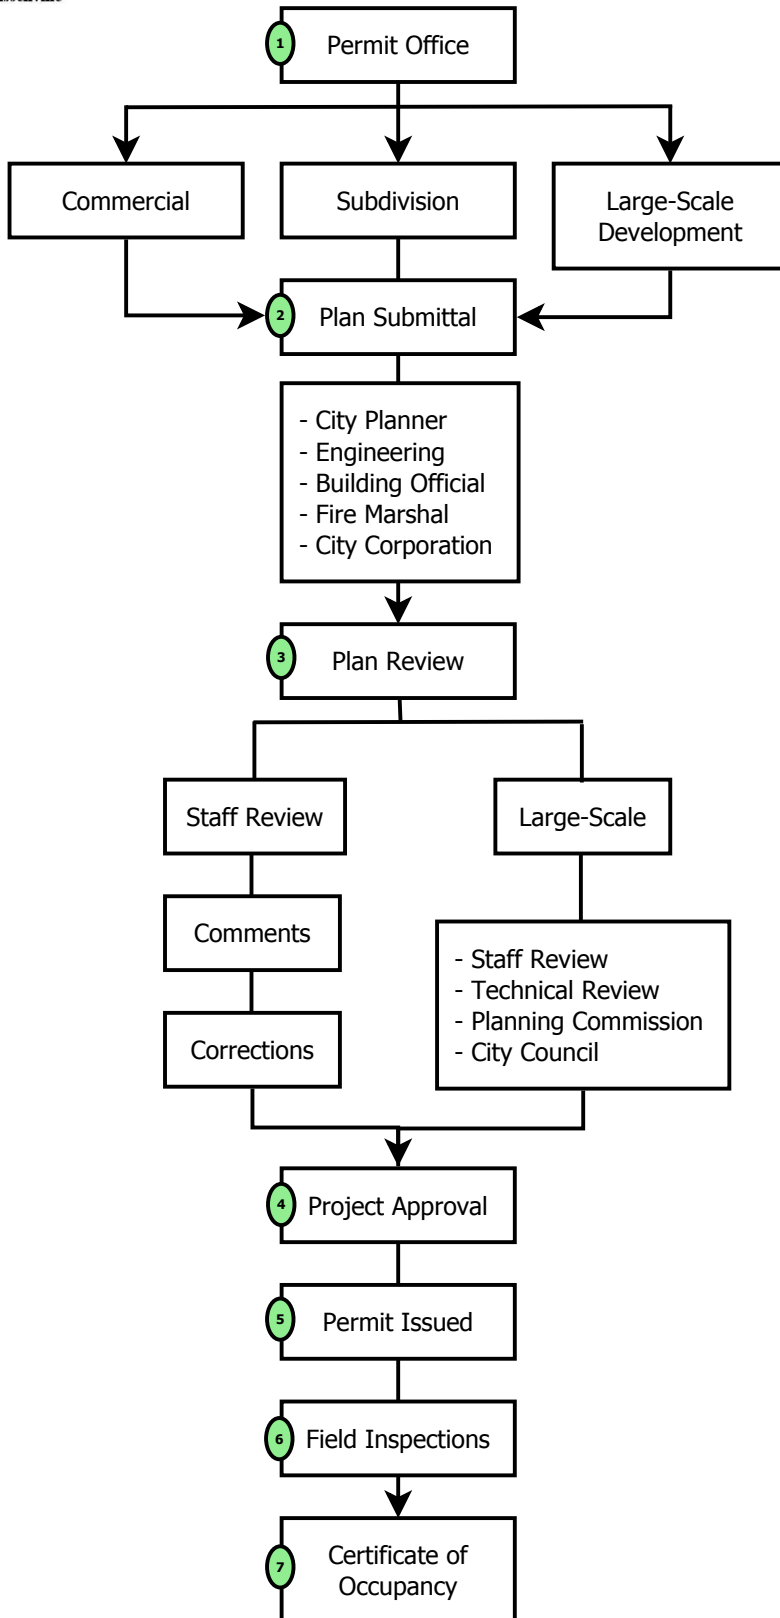 1
Permit Office
Commercial
Subdivision
Large-Scale
Development
2
Plan Submittal
- City Planner
- Engineering
- Building Official
- Fire Marshal
- City Corporation
3
Plan Review
Staff Review
Large-Scale
Comments
- Staff Review
- Technical Review
- Planning Commission
- City Council
Corrections
4
Project Approval
5
Permit Issued
6
Field Inspections
7
Certificate of
Occupancy